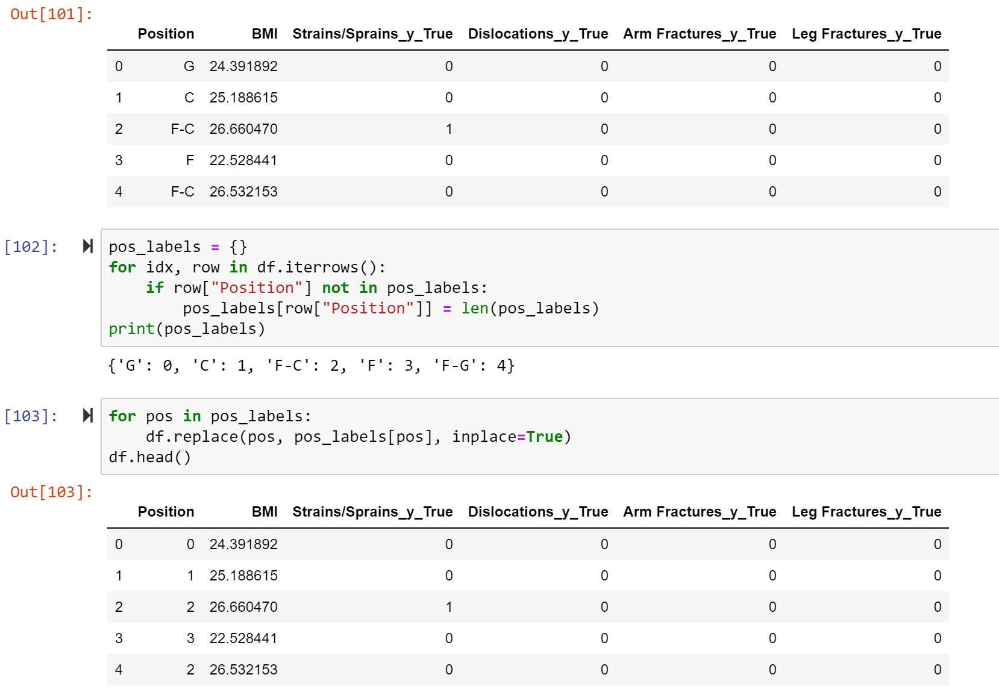 Out[101]:
Position BMI Strains/Sprains_y_True Dislocations_y_True Arm Fractures_y_True Leg Fractures_y_True
0 G 24.391892 0 0 0 0
1 C 25.188615 0 0 0 0
2 F-C 26.660470 1 0 0 0
3 F 22.528441 0 0 0 0
4 F-C 26.532153 0 0 0 0
[102]: pos_labels = {}
for idx, row in df.iterrows():
    if row["Position"] not in pos_labels:
        pos_labels[row["Position"]] = len(pos_labels)
print(pos_labels)
{'G': 0, 'C': 1, 'F-C': 2, 'F': 3, 'F-G': 4}
[103]: for pos in pos_labels:
    df.replace(pos, pos_labels[pos], inplace=True)
df.head()
Out[103]:
Position BMI Strains/Sprains_y_True Dislocations_y_True Arm Fractures_y_True Leg Fractures_y_True
0 0 24.391892 0 0 0 0
1 1 25.188615 0 0 0 0
2 2 26.660470 1 0 0 0
3 3 22.528441 0 0 0 0
4 2 26.532153 0 0 0 0